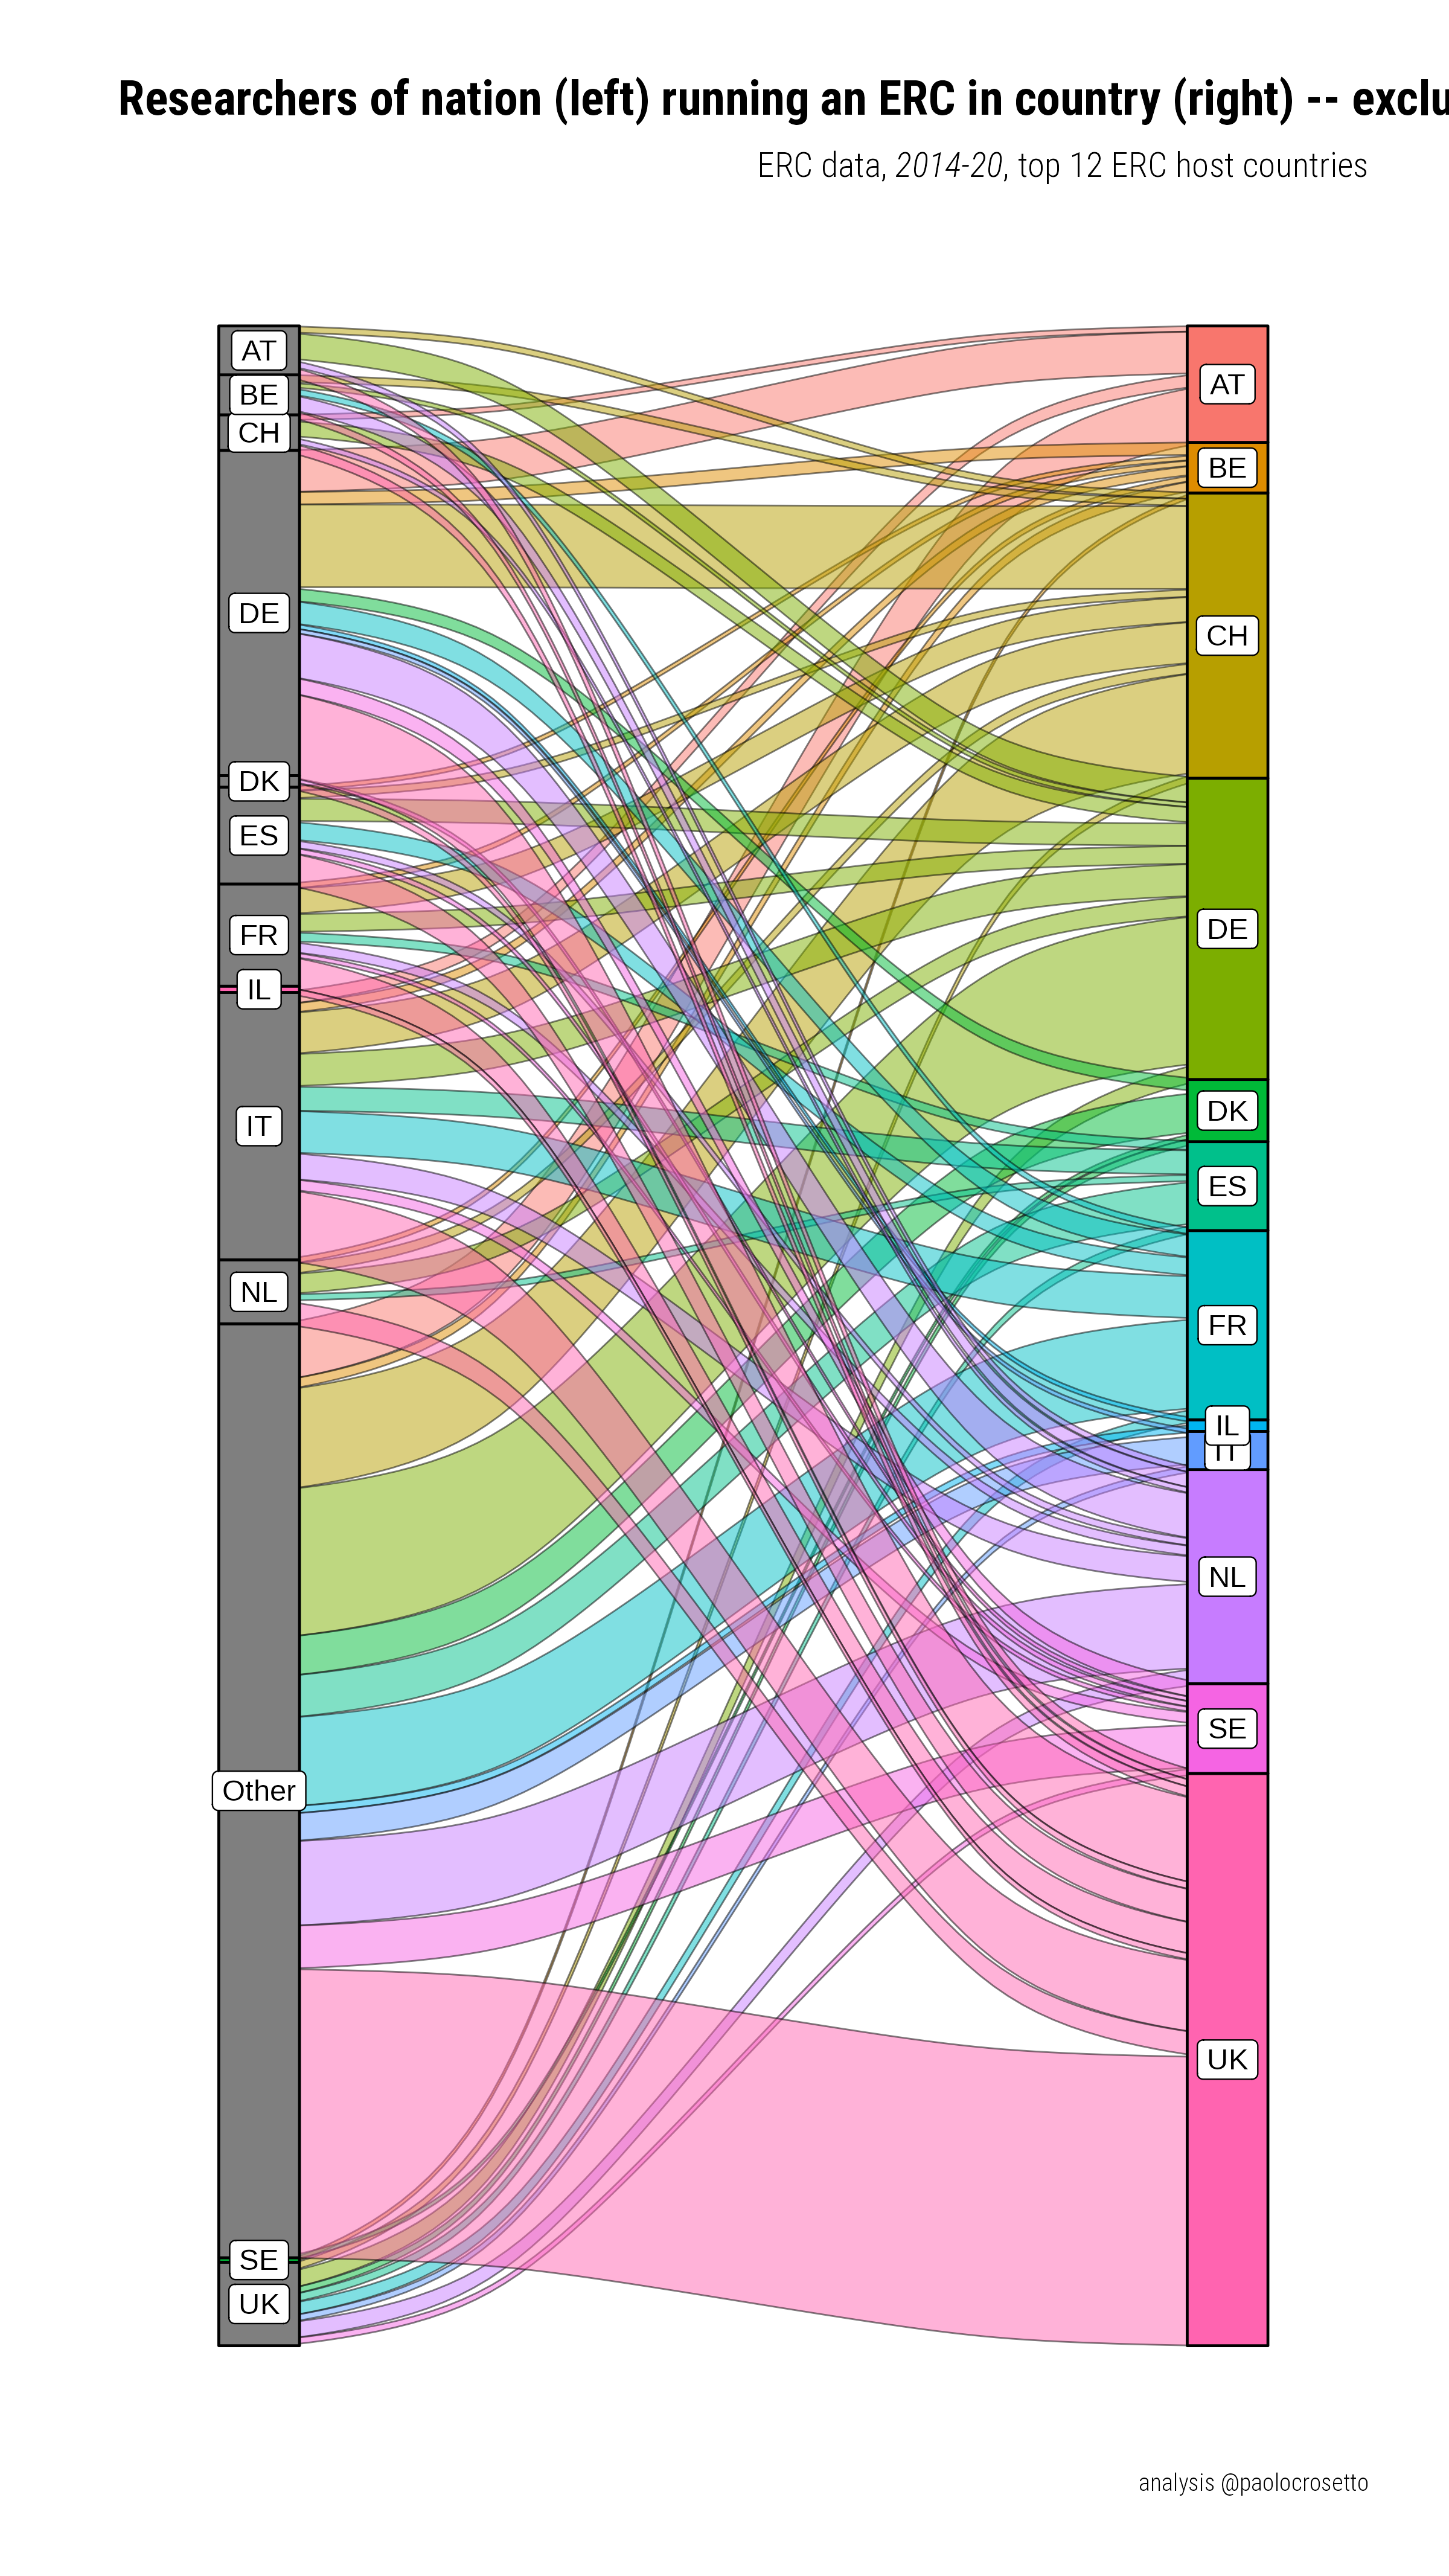 Researchers of nation (left) running an ERC in country (right) -- exclu
ERC data, 2014-20, top 12 ERC host countries
AT
BE
CH
DE
DK
ES
FR
IL
IT
NL
Other
SE
UK
AT
BE
CH
DE
DK
ES
FR
IL
IT
NL
SE
UK
analysis @paolocrosetto